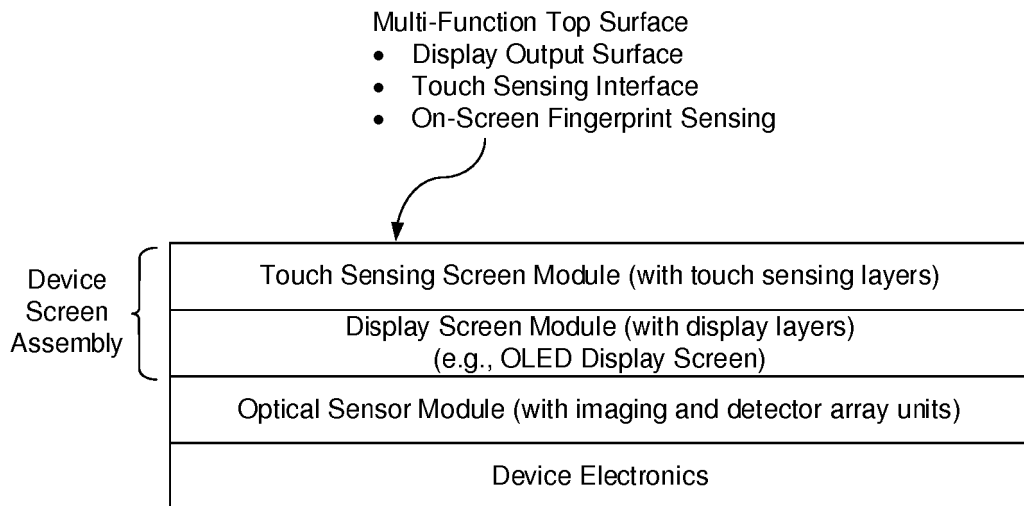 Multi-Function Top Surface
• Display Output Surface
• Touch Sensing Interface
• On-Screen Fingerprint Sensing
Device
Screen
Assembly
Touch Sensing Screen Module (with touch sensing layers)
Display Screen Module (with display layers)
(e.g., OLED Display Screen)
Optical Sensor Module (with imaging and detector array units)
Device Electronics